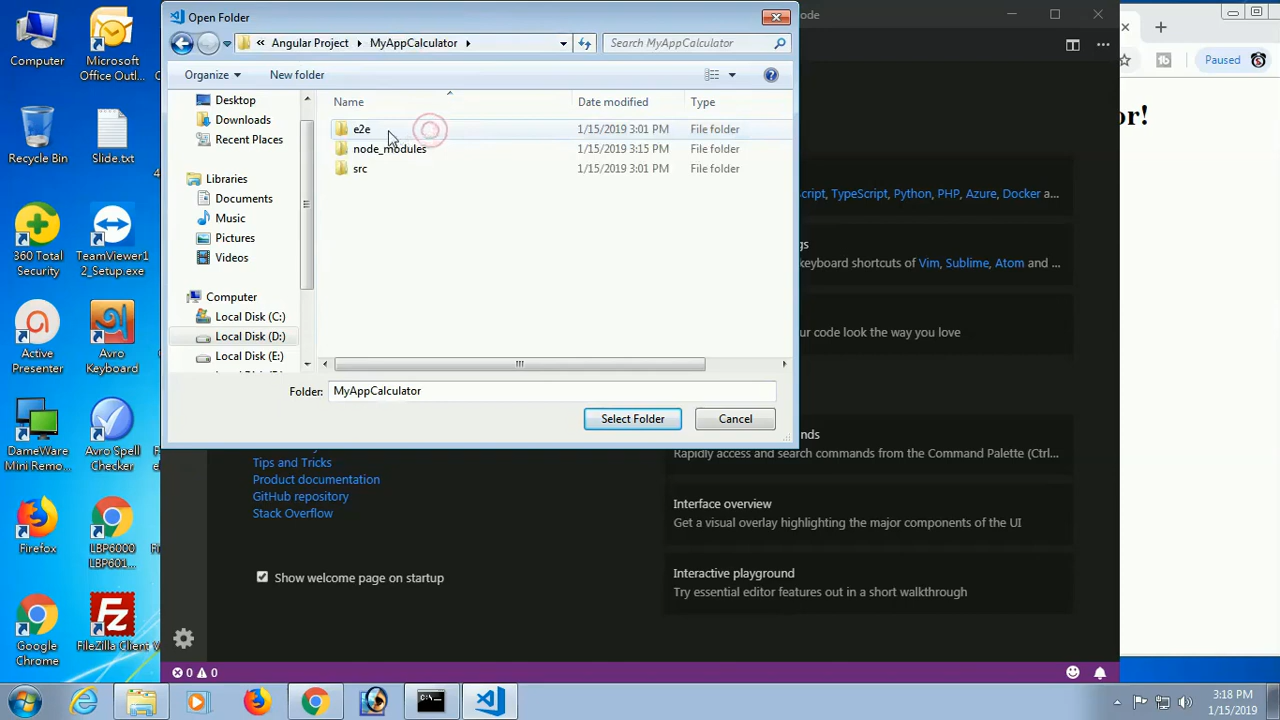 Open Folder
ode
Angular Project
MyAppCalculator
Search MyAppCalculator
Organize
New folder
Name
Date modified
Type
Desktop
Downloads
Recent Places
Libraries
Documents
Music
Pictures
Videos
Computer
Local Disk (C:)
Local Disk (D:)
Local Disk (E:)
e2e
1/15/2019 3:01 PM
File folder
node_modules
1/15/2019 3:15 PM
File folder
src
1/15/2019 3:01 PM
File folder
Folder:
MyAppCalculator
Select Folder
Cancel
Computer
Microsoft
Office Outl...
Recycle Bin
Slide.txt
360 Total
Security
TeamViewer1
2_Setup.exe
Active
Presenter
Avro
Keyboard
DameWare
Mini Remo...
Avro Spell
Checker
Firefox
LBP6000
LBP601...
Google
Chrome
FileZilla Client
Paused
or!
cript, TypeScript, Python, PHP, Azure, Docker a...
gs
keyboard shortcuts of Vim, Sublime, Atom and ...
ur code look the way you love
nds
Rapidly access and search commands from the Command Palette (Ctrl...
Tips and Tricks
Product documentation
GitHub repository
Stack Overflow
Interface overview
Get a visual overlay highlighting the major components of the UI
Show welcome page on startup
Interactive playground
Try essential editor features out in a short walkthrough
0 0
3:18 PM
1/15/2019